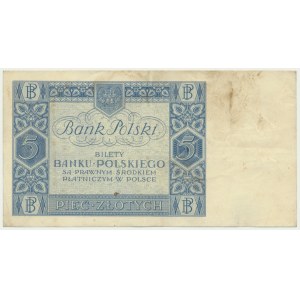 Bank Polski
BILETY
BANKU POLSKIEGO
SĄ PRAWNYM ŚRODKIEM
PŁATNICZYM W POLSCE
5 5
PIĘĆ ZŁOTYCH